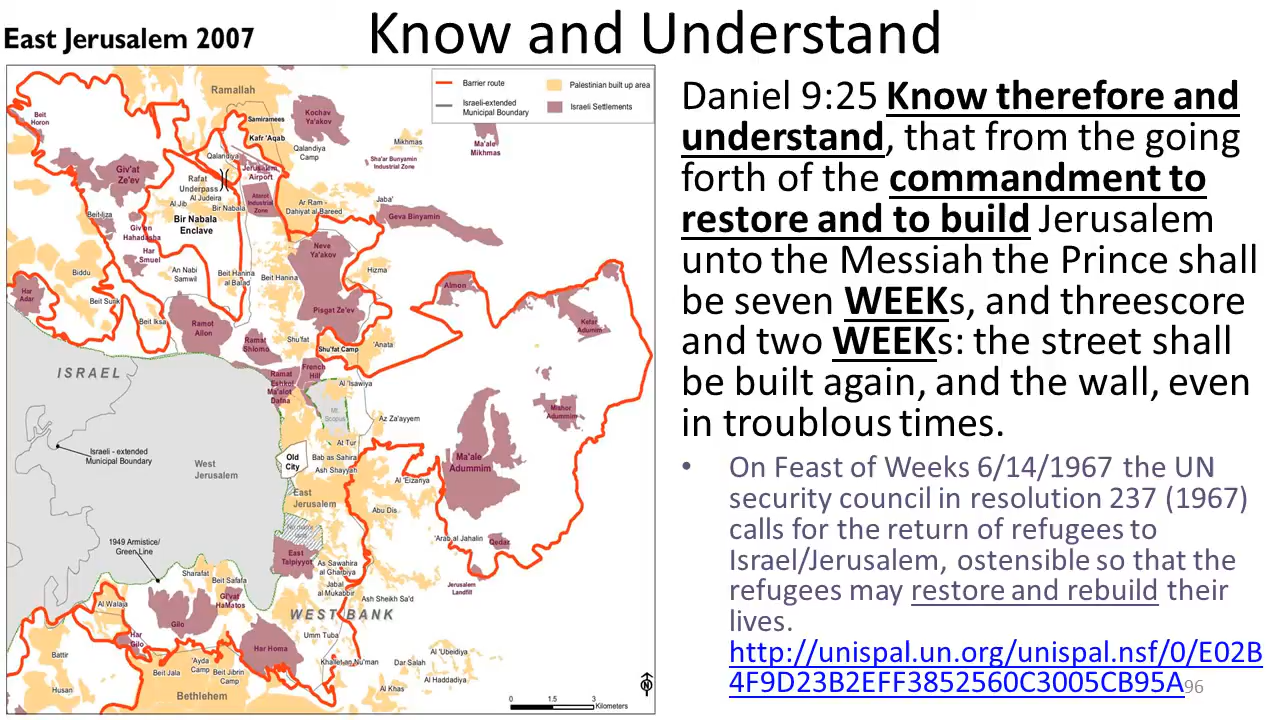 Know and Understand
East Jerusalem 2007
Barrier route
Israeli-extended
Municipal Boundary
Palestinian built up area
Israeli Settlements
Ramallah
Beit
Horon
Samiramees
Kafr 'Aqab
Kochav
Ya'akov
Qalandiya
Camp
Mikhmas
Ma'ale
Mikhmas
Sha'ar Bunyamin
Industrial Zone
Giv'at
Ze'ev
Qalandiya
Jerusalem
Airport
Rafat
Underpass
Al Judeira
Al Jib
Bir Nabala
Atarot
Industrial
Zone
Ar Ram -
Dahiyat al Bareed
Jaba'
Geva Binyamin
Beit-Iiza
Bir Nabala
Enclave
Giv'on
Hahadasha
Har
Smuel
Neve
Ya'akov
Biddu
An Nabi
Samwil
Beit Hanina
al Balad
Beit Hanina
Hizma
Har
Adar
Beit Surik
Almon
Beit Iksa
Ramot
Allon
Pisgat Ze'ev
Kefar
Adumim
Ramat
Shlomo
Shu'fat
Shu'fat Camp
'Anata
ISRAEL
French
Hill
Ramat
Eshkol
Ma'alot
Dafna
Al 'Isawiya
Mt.
Scopus
Az Za'ayyem
Mishor
Adummim
Israeli - extended
Municipal Boundary
West
Jerusalem
At Tur
Old
City
Bab as Sahira
Ash Shayyah
Ma'ale
Adummim
Al 'Eizariya
East
Jerusalem
Abu Dis
1949 Armistice/
Green Line
'Arab al Jahalin
Qedar
East
Talpiyyot
As Sawahira
al Gharbiya
Sharafat
Beit Safafa
Jabal
al Mukabbir
Jerusalem
Landfill
Ash Sheikh Sa'd
Al Walaja
Giv'at
HaMatos
Gilo
WEST BANK
Har
Gilo
Umm Tuba
Har Homa
Battir
'Ayda
Camp
Beit Jala
Beit Jibrin
Camp
Khallet an Nu'man
Dar Salah
Al 'Ubeidiya
Al Haddadiya
Husan
Bethlehem
Al Khas
N
0 1.5 3
Kilometers
Daniel 9:25 Know therefore and
understand, that from the going
forth of the commandment to
restore and to build Jerusalem
unto the Messiah the Prince shall
be seven WEEKs, and threescore
and two WEEKs: the street shall
be built again, and the wall, even
in troublous times.
• On Feast of Weeks 6/14/1967 the UN
security council in resolution 237 (1967)
calls for the return of refugees to
Israel/Jerusalem, ostensible so that the
refugees may restore and rebuild their
lives.
http://unispal.un.org/unispal.nsf/0/E02B
4F9D23B2EFF3852560C3005CB95A
96